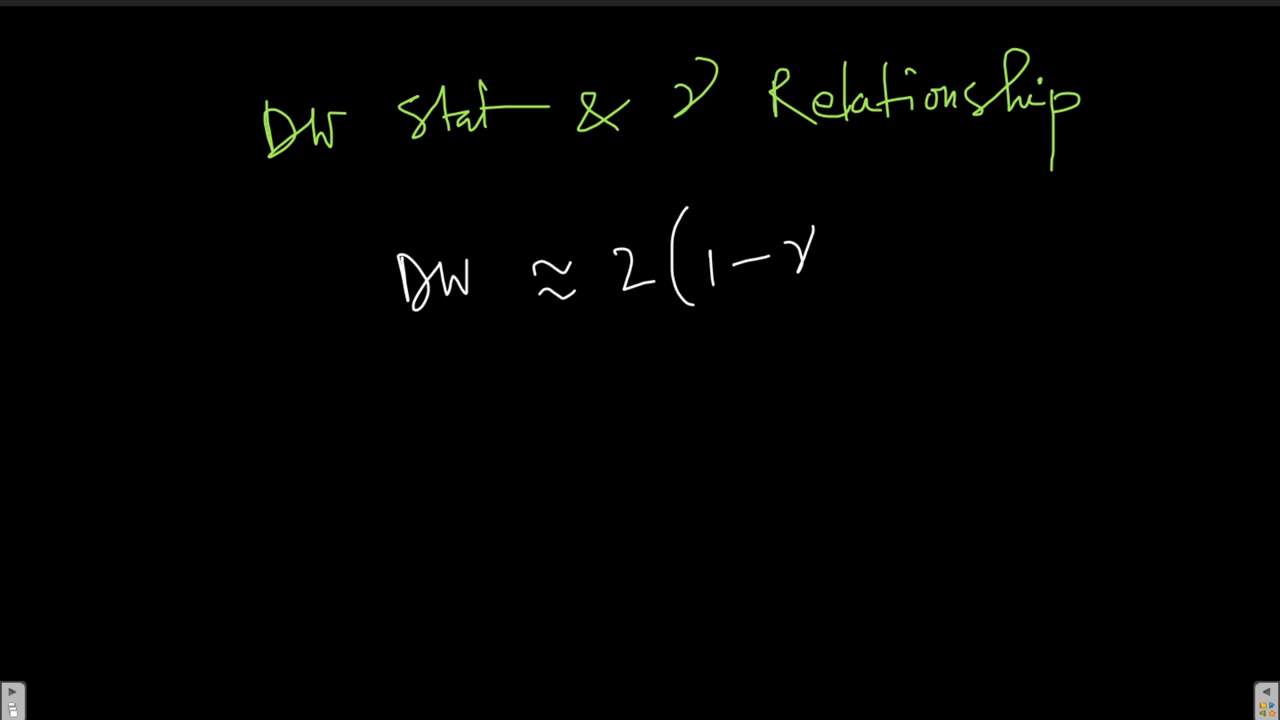 DW Stat & r Relationship
DW ≈ 2(1-r